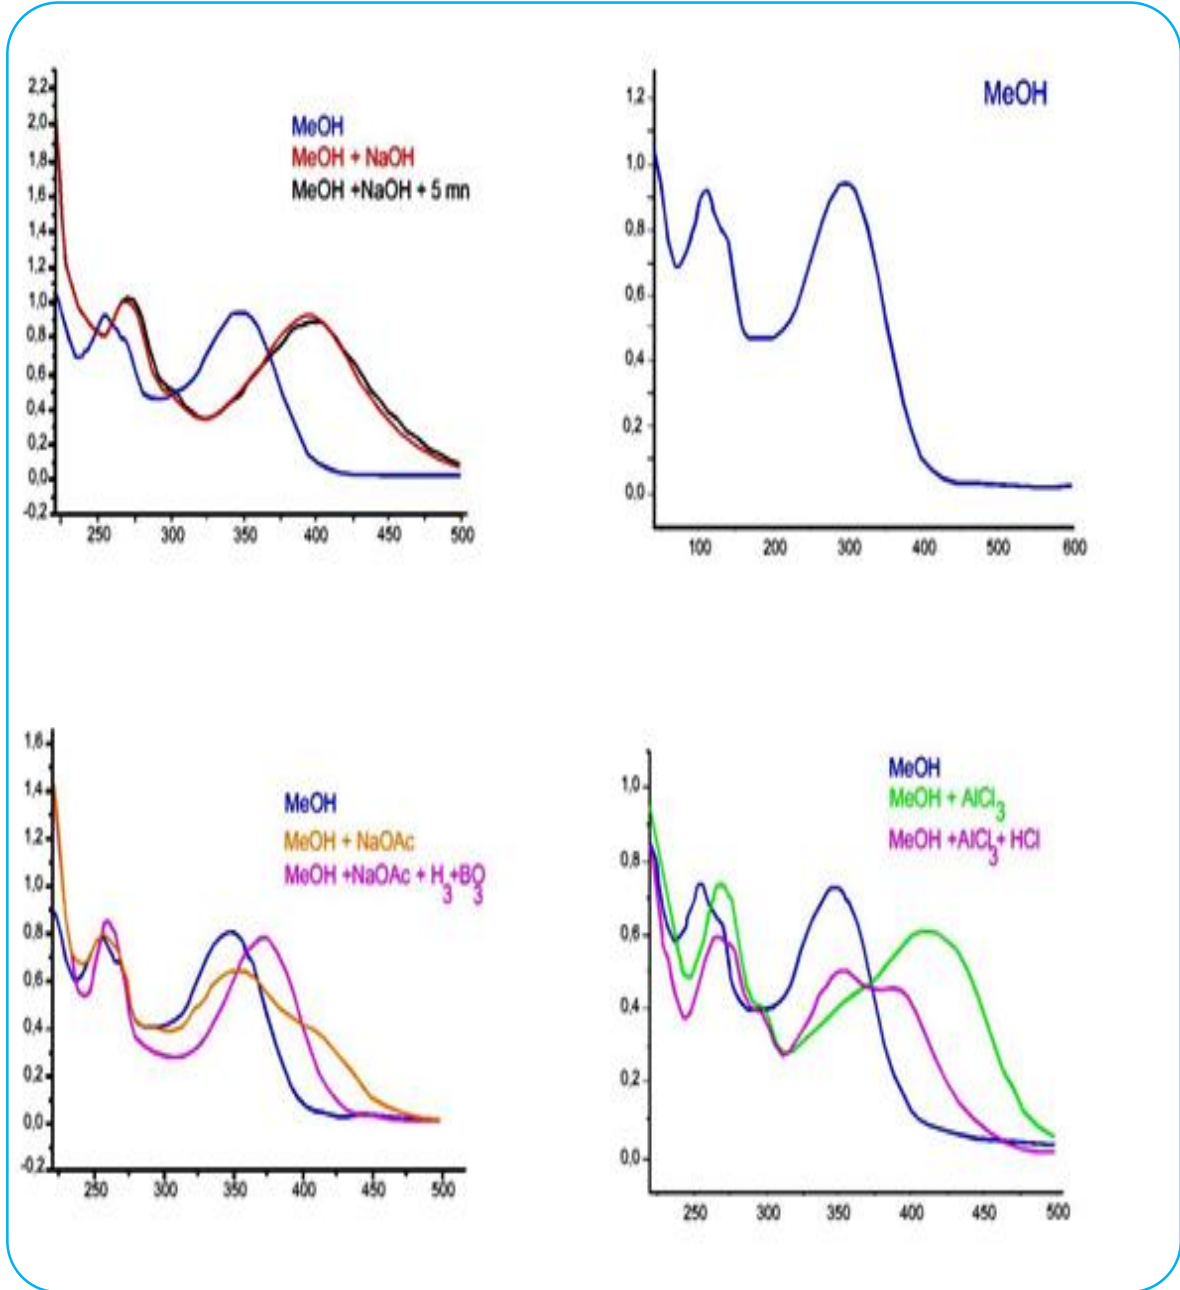 2,2
2,0
1,8
1,6
1,4
1,2
1,0
0,8
0,6
0,4
0,2
0,0
-0,2
250 300 350 400 450 500
MeOH
MeOH + NaOH
MeOH +NaOH + 5 mn
1,2
1,0
0,8
0,6
0,4
0,2
0,0
100 200 300 400 500 600
MeOH
1,6
1,4
1,2
1,0
0,8
0,6
0,4
0,2
0,0
-0,2
250 300 350 400 450 500
MeOH
MeOH + NaOAc
MeOH +NaOAc + H3+BO3
1,0
0,8
0,6
0,4
0,2
0,0
250 300 350 400 450 500
MeOH
MeOH + AlCl3
MeOH +AlCl3+ HCl